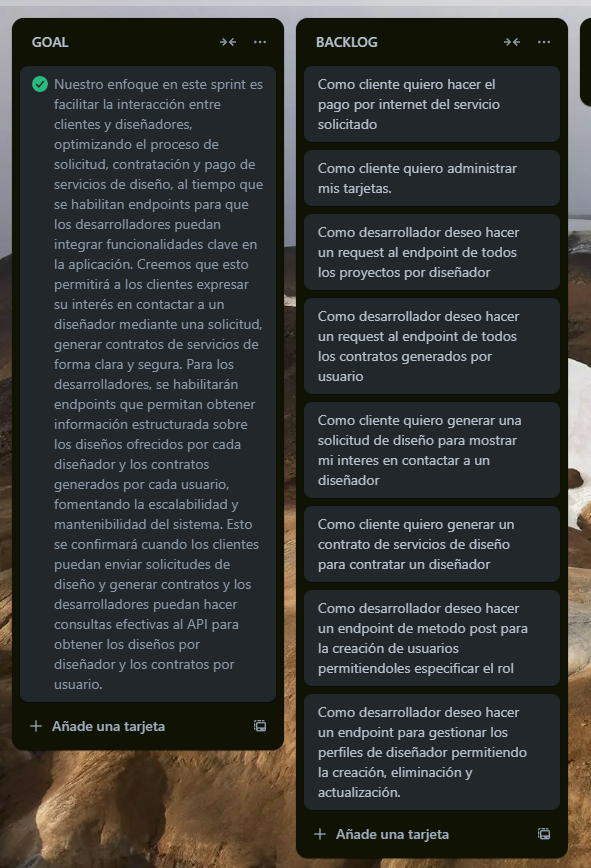 GOAL
Nuestro enfoque en este sprint es
facilitar la interacción entre
clientes y diseñadores,
optimizando el proceso de
solicitud, contratación y pago de
servicios de diseño, al tiempo que
se habilitan endpoints para que
los desarrolladores puedan
integrar funcionalidades clave en
la aplicación. Creemos que esto
permitirá a los clientes expresar
su interés en contactar a un
diseñador mediante una solicitud,
generar contratos de servicios de
forma clara y segura. Para los
desarrolladores, se habilitarán
endpoints que permitan obtener
información estructurada sobre
los diseños ofrecidos por cada
diseñador y los contratos
generados por cada usuario,
fomentando la escalabilidad y
mantenibilidad del sistema. Esto
se confirmará cuando los clientes
puedan enviar solicitudes de
diseño y generar contratos y los
desarrolladores puedan hacer
consultas efectivas al API para
obtener los diseños por
diseñador y los contratos por
usuario.
Añade una tarjeta
BACKLOG
Como cliente quiero hacer el
pago por internet del servicio
solicitado
Como cliente quiero administrar
mis tarjetas.
Como desarrollador deseo hacer
un request al endpoint de todos
los proyectos por diseñador
Como desarrollador deseo hacer
un request al endpoint de todos
los contratos generados por
usuario
Como cliente quiero generar una
solicitud de diseño para mostrar
mi interes en contactar a un
diseñador
Como cliente quiero generar un
contrato de servicios de diseño
para contratar un diseñador
Como desarrollador deseo hacer
un endpoint de metodo post para
la creación de usuarios
permitiendoles especificar el rol
Como desarrollador deseo hacer
un endpoint para gestionar los
perfiles de diseñador permitiendo
la creación, eliminación y
actualización.
Añade una tarjeta